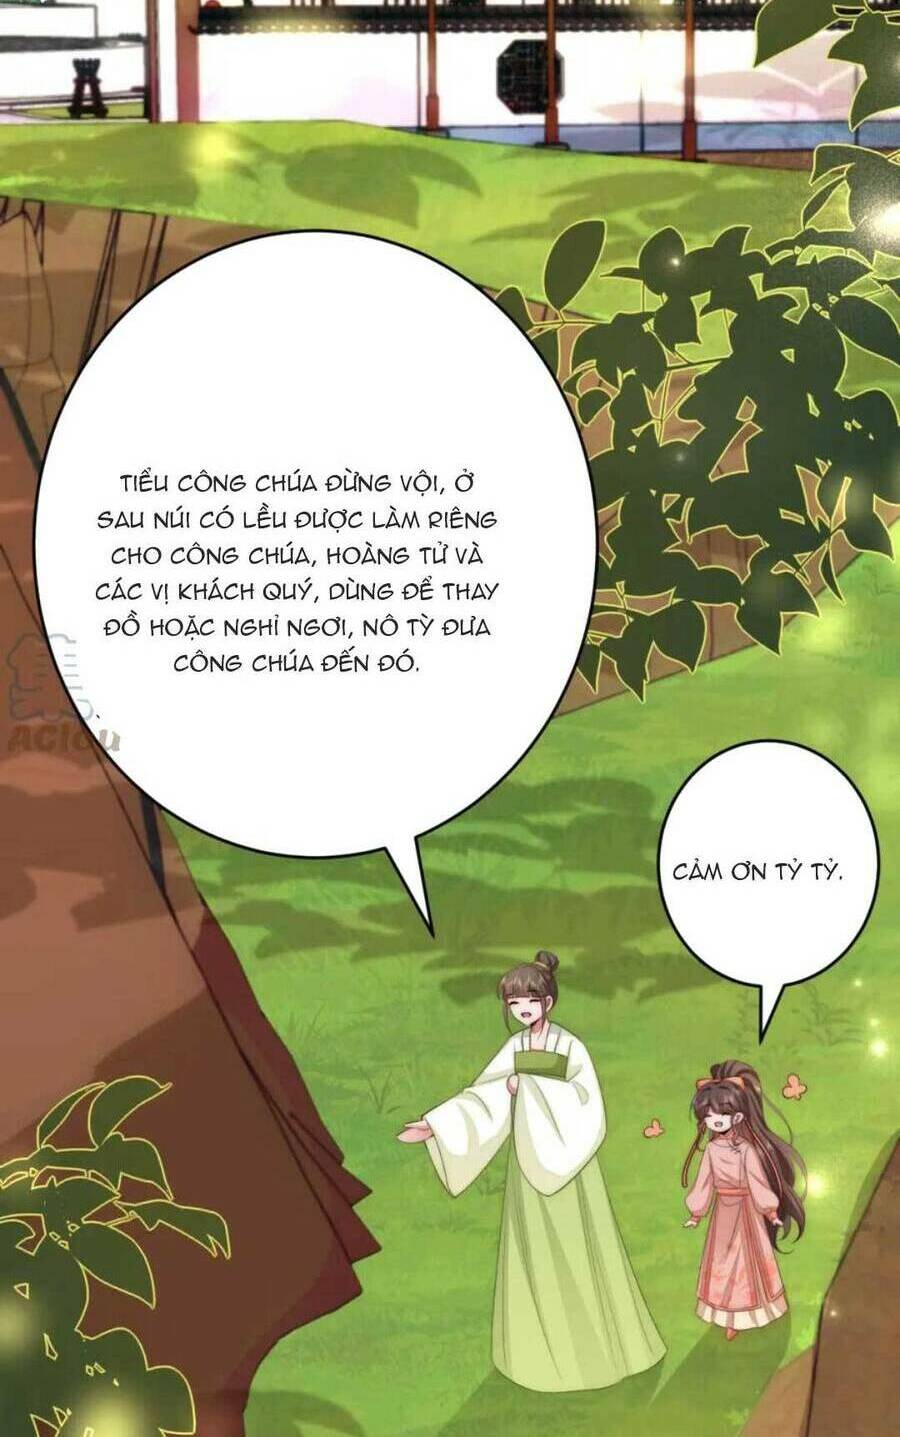 TIỂU CÔNG CHÚA ĐỪNG VỘI, Ở
SAU NÚI CÓ LỀU ĐƯỢC LÀM RIÊNG
CHO CÔNG CHÚA, HOÀNG TỬ VÀ
CÁC VỊ KHÁCH QUÝ, DÙNG ĐỂ THAY
ĐỒ HOẶC NGHỈ NGƠI, NÔ TỲ ĐƯA
CÔNG CHÚA ĐẾN ĐÓ.
ACLOU
CẢM ƠN TỶ TỶ.